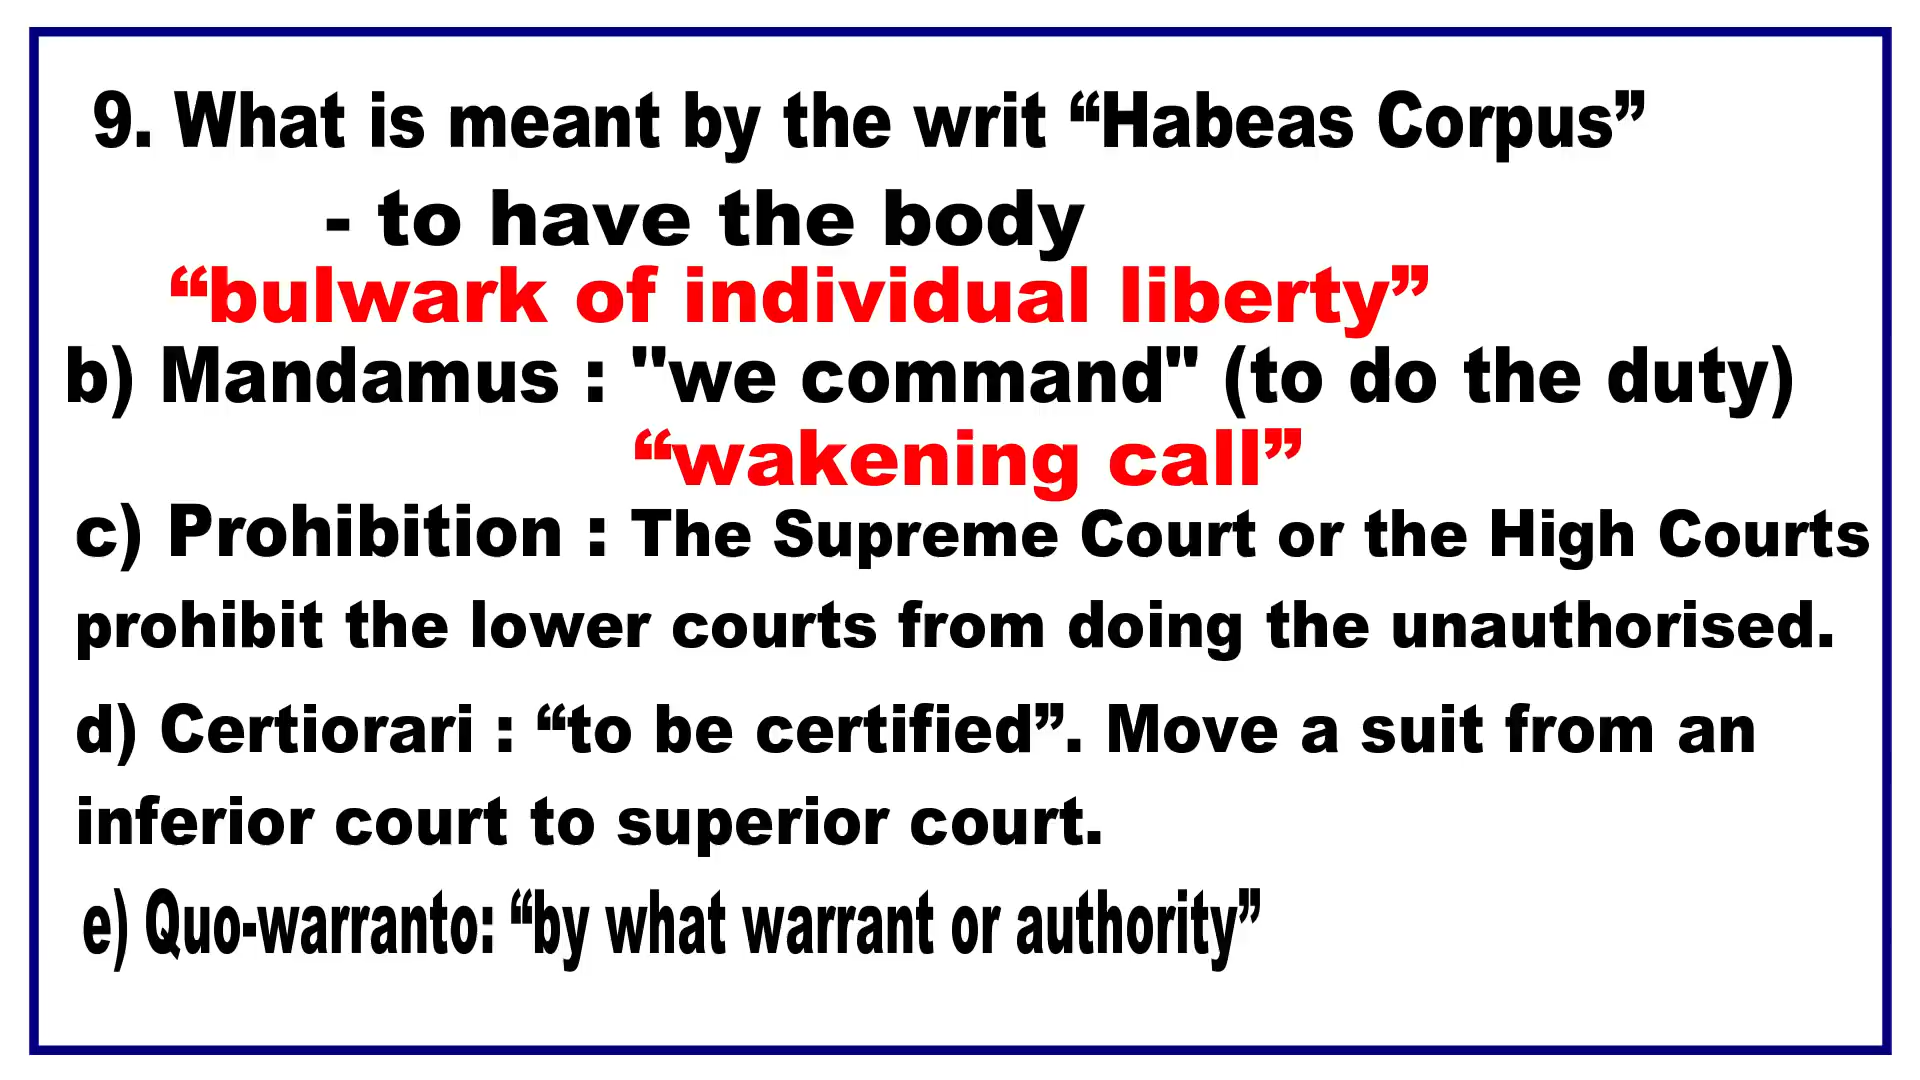 9. What is meant by the writ “Habeas Corpus”
- to have the body
“bulwark of individual liberty”
b) Mandamus : "we command" (to do the duty)
“wakening call”
c) Prohibition : The Supreme Court or the High Courts
prohibit the lower courts from doing the unauthorised.
d) Certiorari : “to be certified”. Move a suit from an
inferior court to superior court.
e) Quo-warranto: “by what warrant or authority”